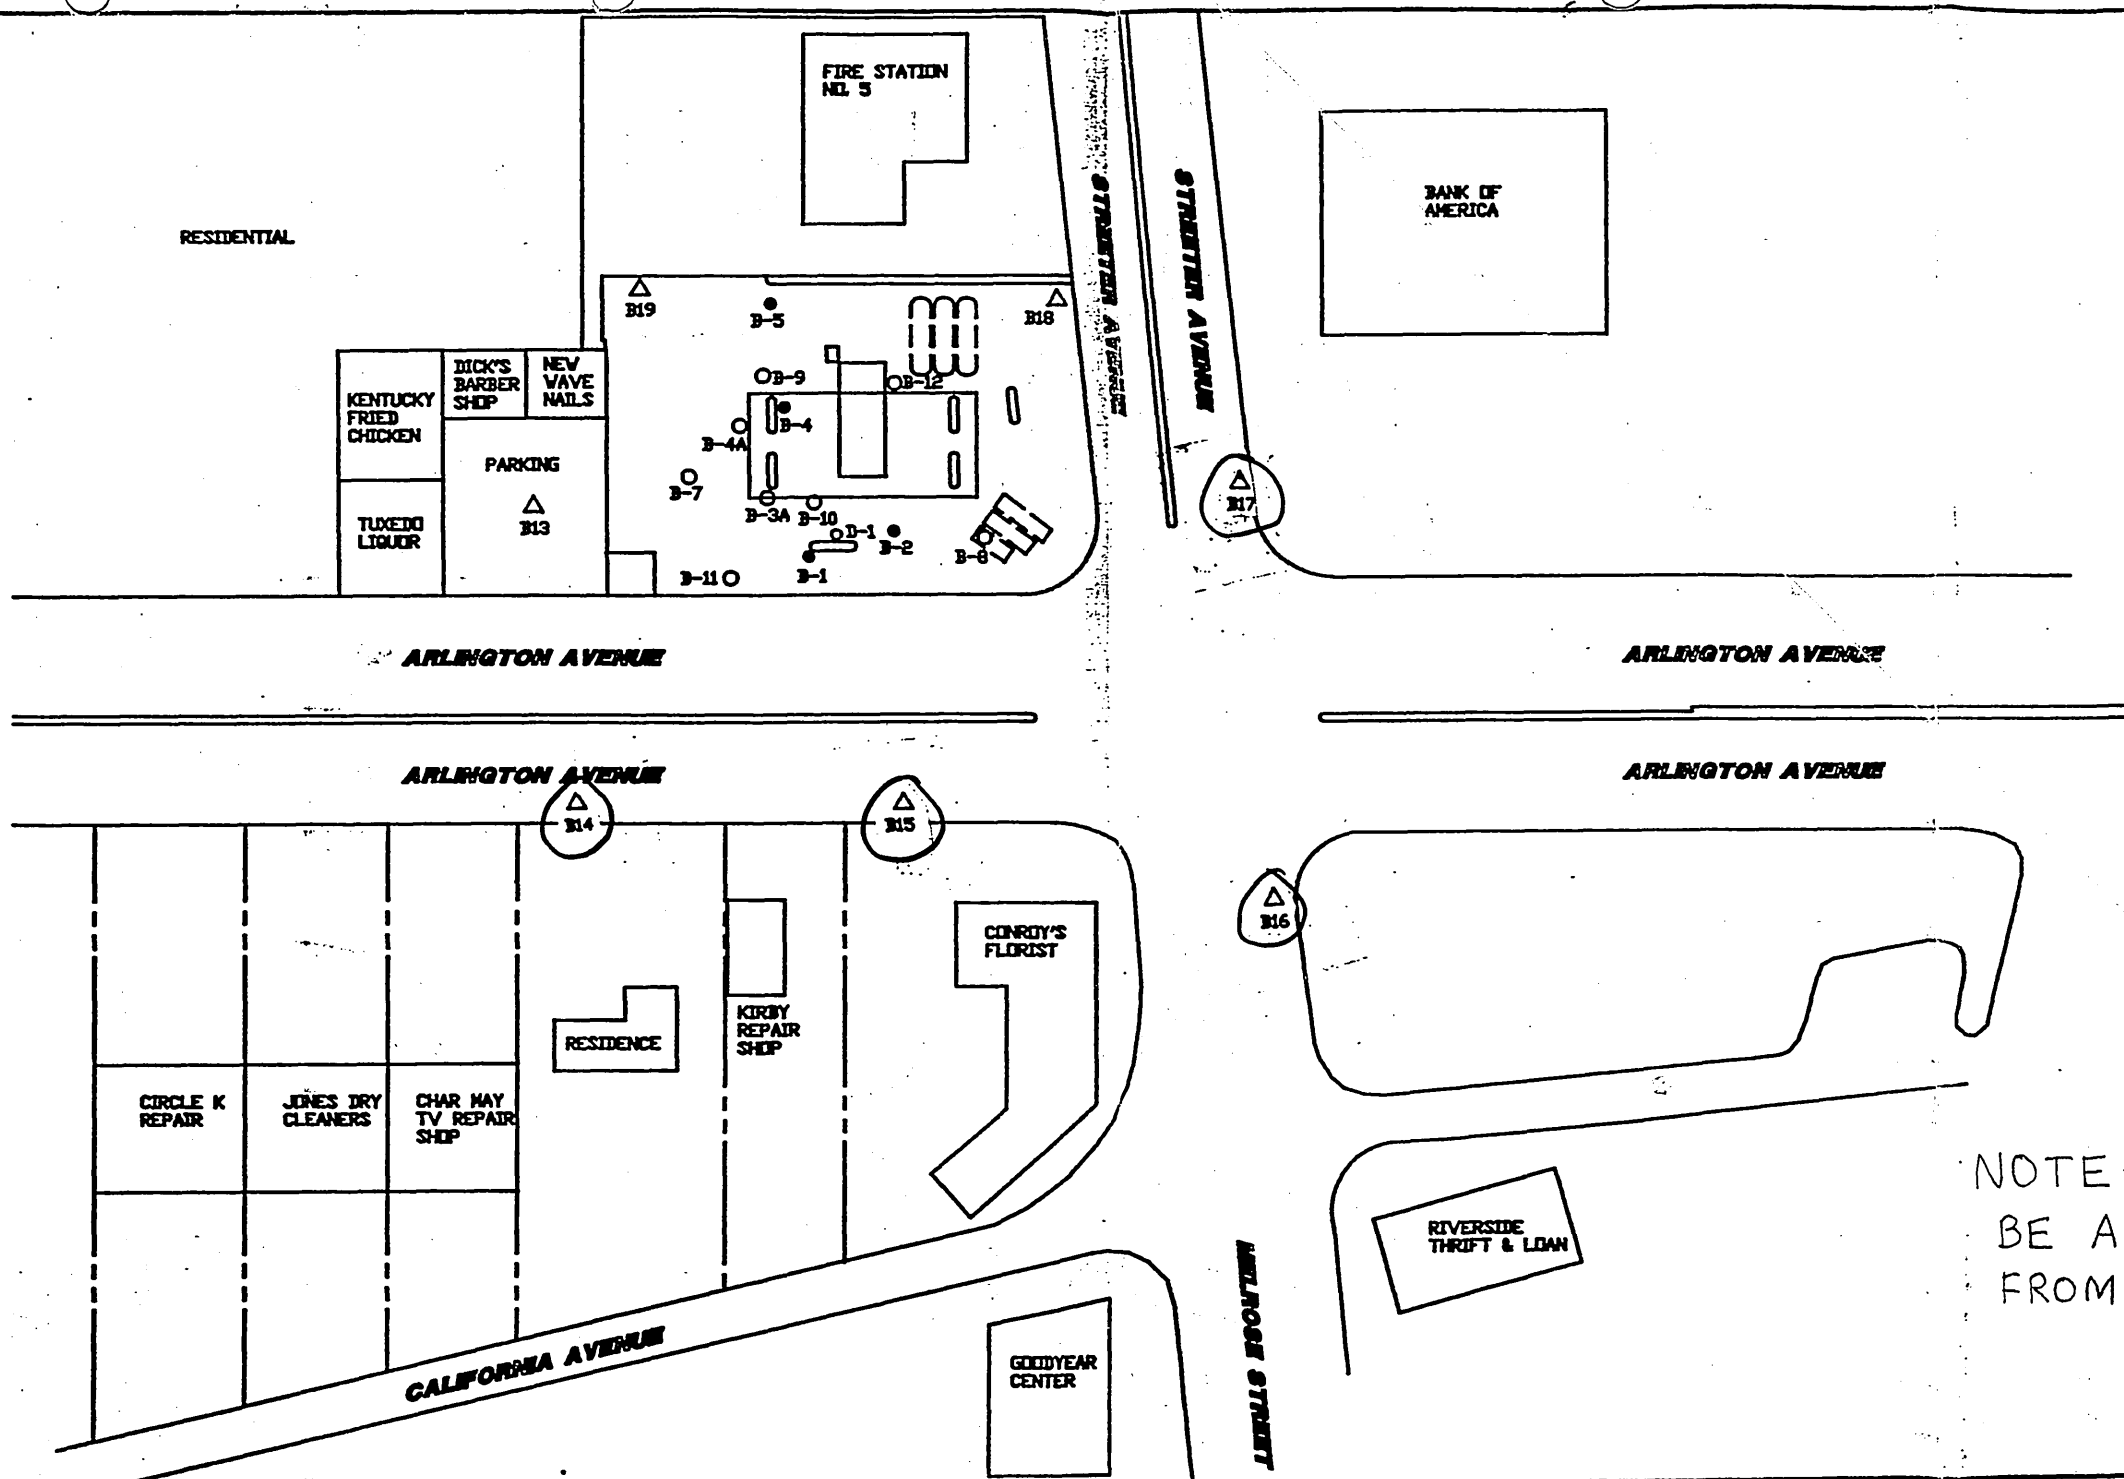 FIRE STATION
NO. 5
BANK OF
AMERICA
RESIDENTIAL
STREETER AVENUE
STREETER AVENUE
B19
B-5
B18
KENTUCKY
FRIED
CHICKEN
DICK'S
BARBER
SHOP
NEW
WAVE
NAILS
B-9
B-12
B-4
B-4A
PARKING
B-7
B17
B-3A
B-10
B13
TUXEDO
LIQUOR
D-1
B-2
B-8
B-1
B-11
ARLINGTON AVENUE
ARLINGTON AVENUE
ARLINGTON AVENUE
ARLINGTON AVENUE
B14
B15
B16
CONROY'S
FLORIST
KIRBY
REPAIR
SHOP
RESIDENCE
CIRCLE K
REPAIR
JONES DRY
CLEANERS
CHAR MAY
TV REPAIR
SHOP
NOTE
BE A
FROM
RIVERSIDE
THRIFT & LOAN
MELROSE STREET
CALIFORNIA AVENUE
GOODYEAR
CENTER